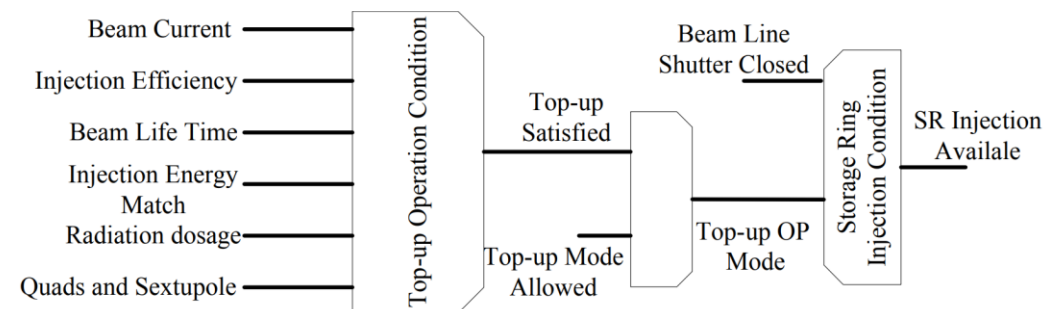 Beam Current
Injection Efficiency
Beam Life Time
Injection Energy
Match
Radiation dosage
Quads and Sextupole
Top-up Operation Condition
Top-up
Satisfied
Top-up Mode
Allowed
Top-up OP
Mode
Beam Line
Shutter Closed
Storage Ring
Injection Condition
SR Injection
Availale